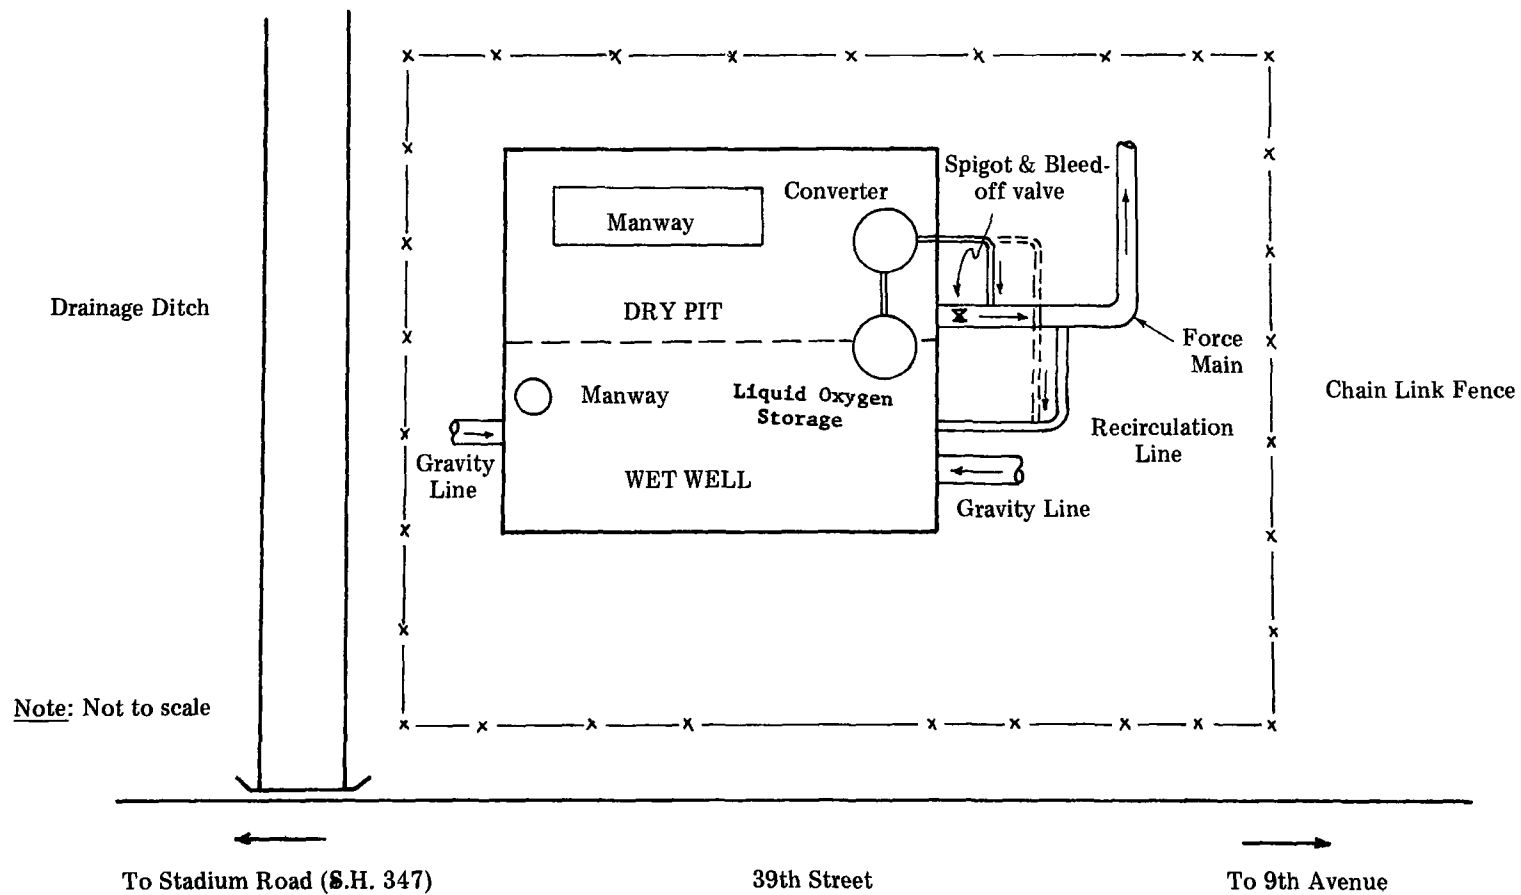 Spigot & Bleed-
off valve
Converter
Manway
Drainage Ditch
DRY PIT
Force
Main
Chain Link Fence
Manway
Liquid Oxygen
Storage
Recirculation
Line
Gravity
Line
WET WELL
Gravity Line
Note: Not to scale
To Stadium Road (S.H. 347)
39th Street
To 9th Avenue